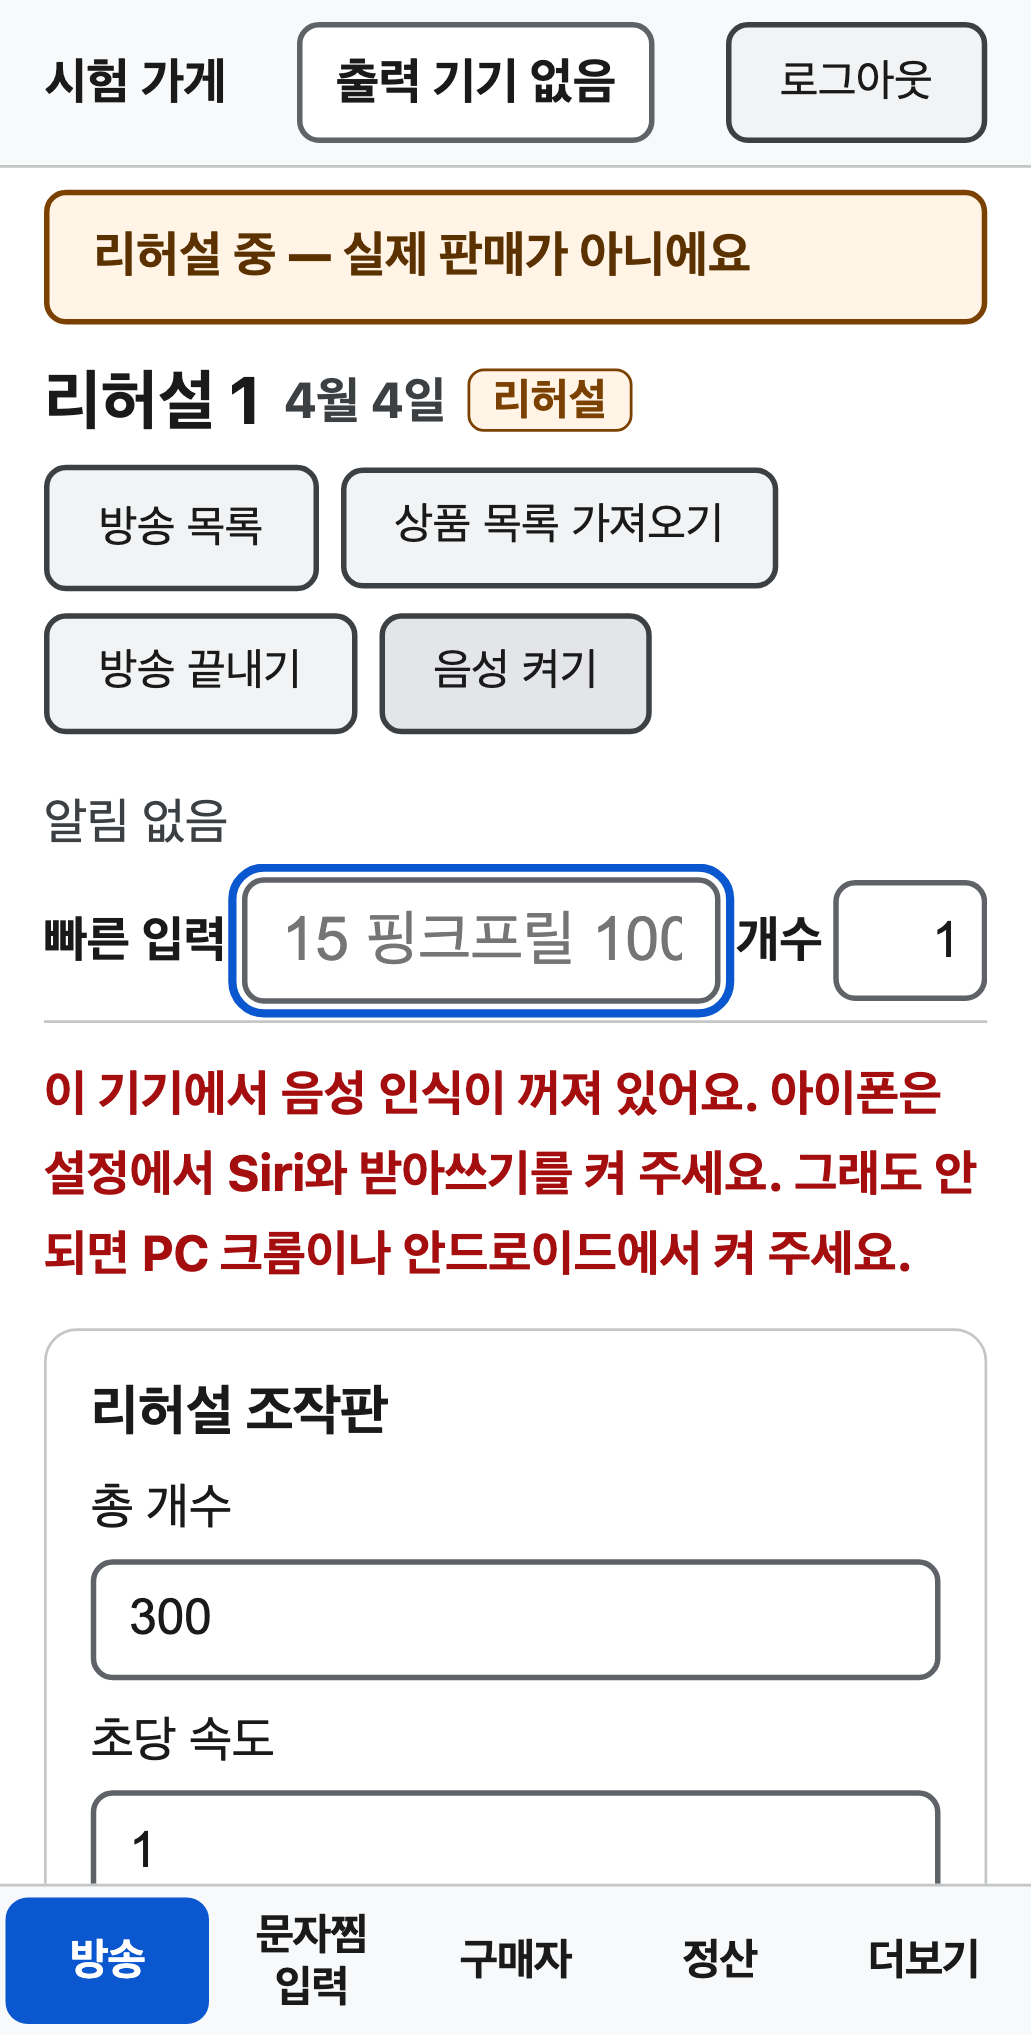 시험 가게
출력 기기 없음
로그아웃
리허설 중 — 실제 판매가 아니에요
리허설 1 4월 4일 리허설
방송 목록
상품 목록 가져오기
방송 끝내기
음성 켜기
알림 없음
빠른 입력 15 핑크프릴 100 개수 1
이 기기에서 음성 인식이 꺼져 있어요. 아이폰은
설정에서 Siri와 받아쓰기를 켜 주세요. 그래도 안
되면 PC 크롬이나 안드로이드에서 켜 주세요.
리허설 조작판
총 개수
300
초당 속도
1
방송
문자찜
입력
구매자
정산
더보기